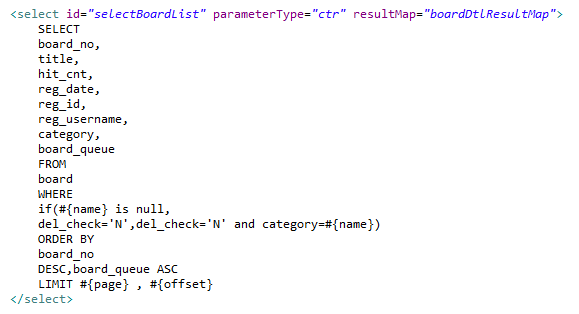 <select id="selectBoardList" parameterType="ctr" resultMap="boardDtlResultMap">
SELECT
board_no,
title,
hit_cnt,
reg_date,
reg_id,
reg_username,
category,
board_queue
FROM
board
WHERE
if(#{name} is null,
del_check='N',del_check='N' and category=#{name})
ORDER BY
board_no
DESC,board_queue ASC
LIMIT #{page} , #{offset}
</select>